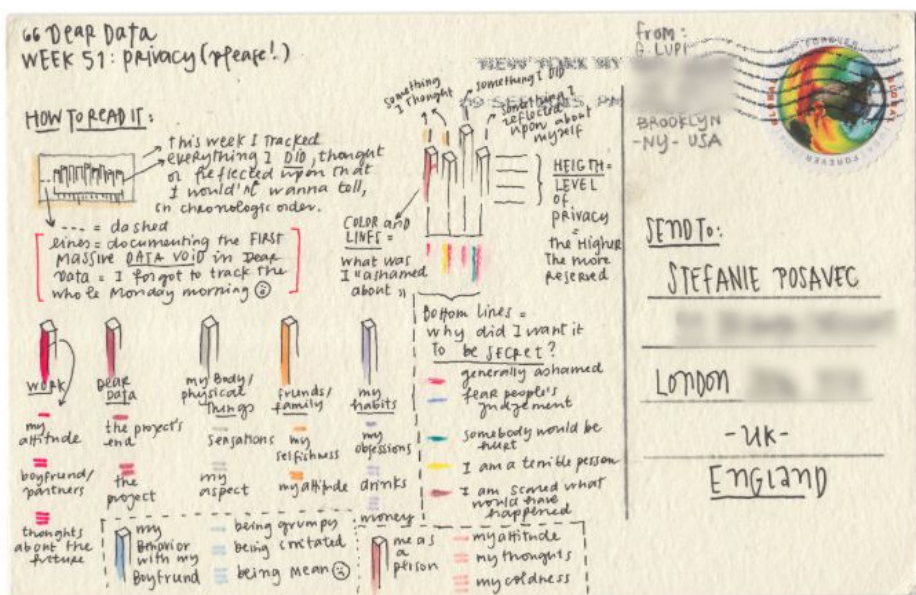 66 DEAR DATA
WEEK 51: PRIVACY (please!)
HOW TO READ IT:
this week I tracked
everything I DID, thought
or Reflected upon that
I would'nt wanna tell,
in chronologic order.
---- = dashed
lines = documenting the FIRST
MASSIVE DATA VOID in DEAR
DATA = I forgot to track the
whole Monday morning
something I thought
something I DID
something I
reflected
upon about
myself
HEIGTH =
LEVEL
OF
PRIVACY
=
the Higher
the more
reserved
COLOR and
LINES =
what was
I "ashamed
about"
Bottom lines =
why did I want it
To be SECRET?
generally ashamed
fear people's
judgement
somebody would be
hurt
I am a terrible person
I am scared what
would have
happened
WORK
my
attitude
boyfriend/
partners
thoughts
about the
future
DEAR
DATA
the project's
end
the
project
my Body/
physical
Things
sensations
my
aspect
friends/
family
my
selfishness
my attitude
my
habits
my
obsessions
drinks
money
my
Behavior
with my
Boyfriend
being grumpy
being irritated
being mean
me as
a
person
my attitude
my thoughts
my coldness
from:
G. LUPI
BROOKLYN
-NY- USA
FOREVER
SEND TO:
STEFANIE POSAVEC
LONDON
-UK-
ENGLAND